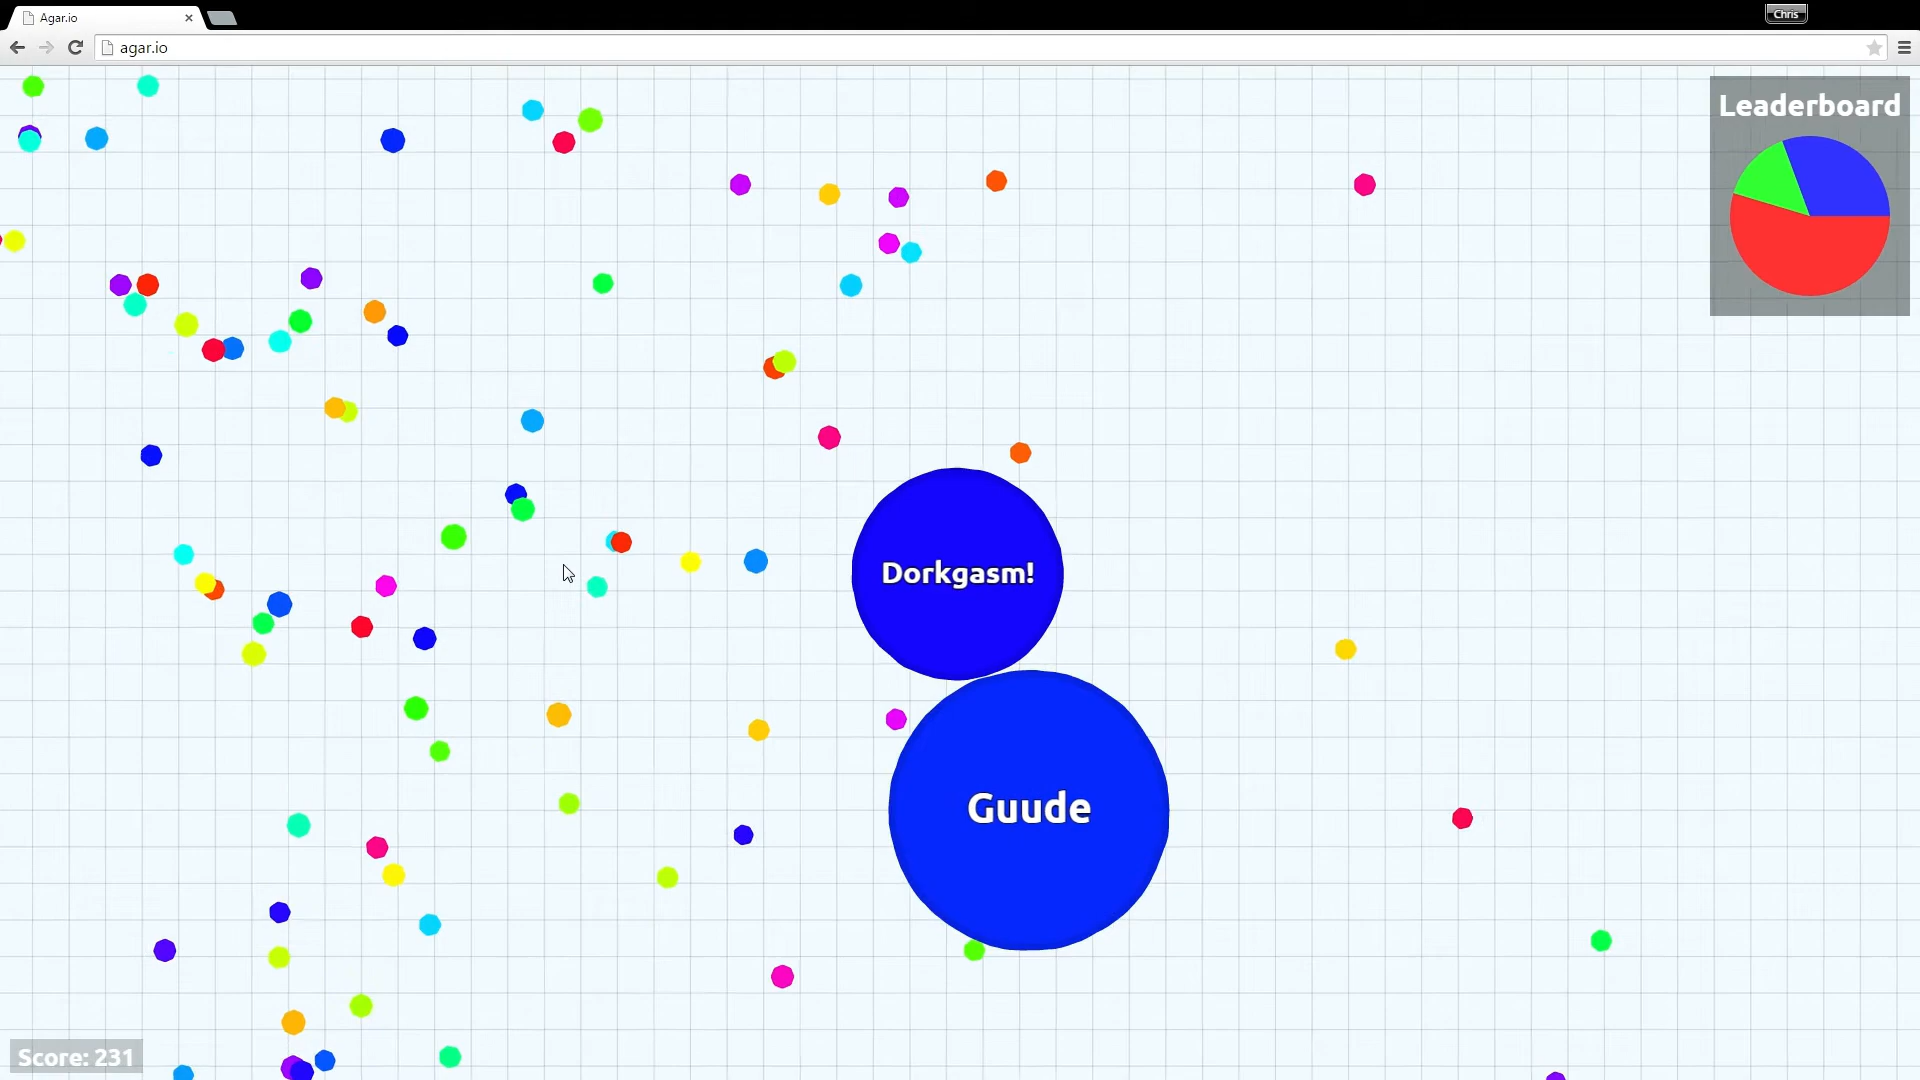 Agar.io
Chris
agar.io
Leaderboard
Dorkgasm!
Guude
Score: 231